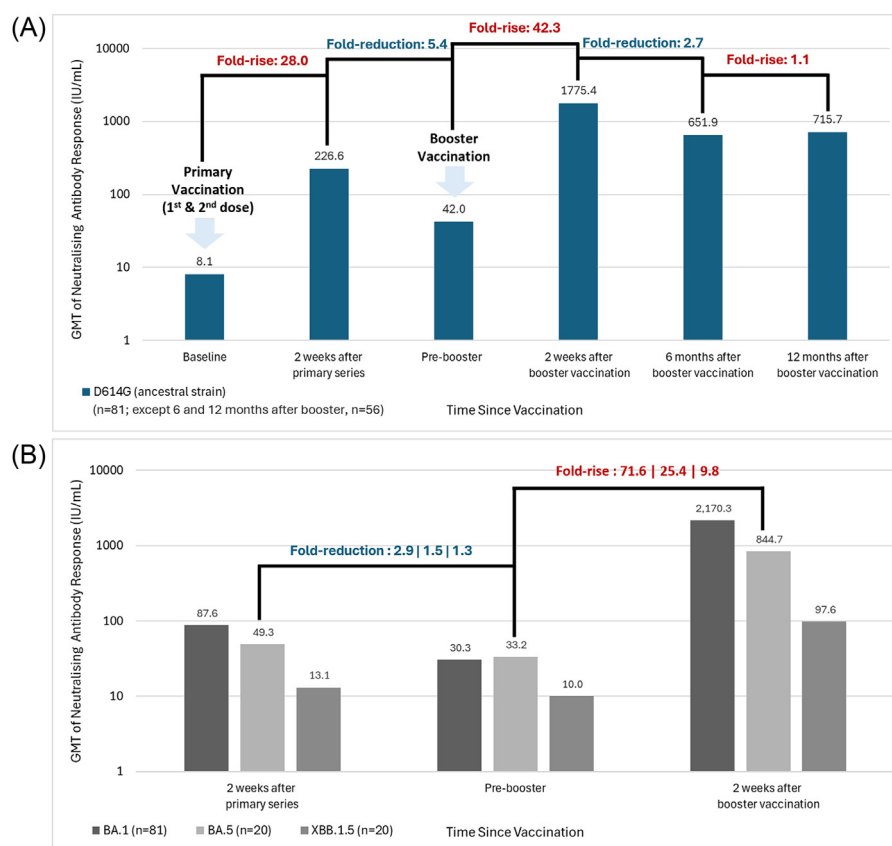 (A)
Fold-rise: 42.3
Fold-reduction: 5.4
Fold-reduction: 2.7
Fold-rise: 28.0
Fold-rise: 1.1
GMT of Neutralising Antibody Response (IU/mL)
10000
1000
100
10
1
1775.4
651.9
715.7
226.6
Booster
Vaccination
Primary
Vaccination
(1st & 2nd dose)
42.0
8.1
Baseline
2 weeks after
primary series
Pre-booster
2 weeks after
booster vaccination
6 months after
booster vaccination
12 months after
booster vaccination
D614G (ancestral strain)
(n=81; except 6 and 12 months after booster, n=56)
Time Since Vaccination
(B)
GMT of Neutralising Antibody Response (IU/mL)
10000
1000
100
10
1
Fold-rise : 71.6 | 25.4 | 9.8
Fold-reduction : 2.9 | 1.5 | 1.3
2,170.3
844.7
97.6
87.6
49.3
13.1
30.3
33.2
10.0
2 weeks after
primary series
Pre-booster
2 weeks after
booster vaccination
BA.1 (n=81)
BA.5 (n=20)
XBB.1.5 (n=20)
Time Since Vaccination